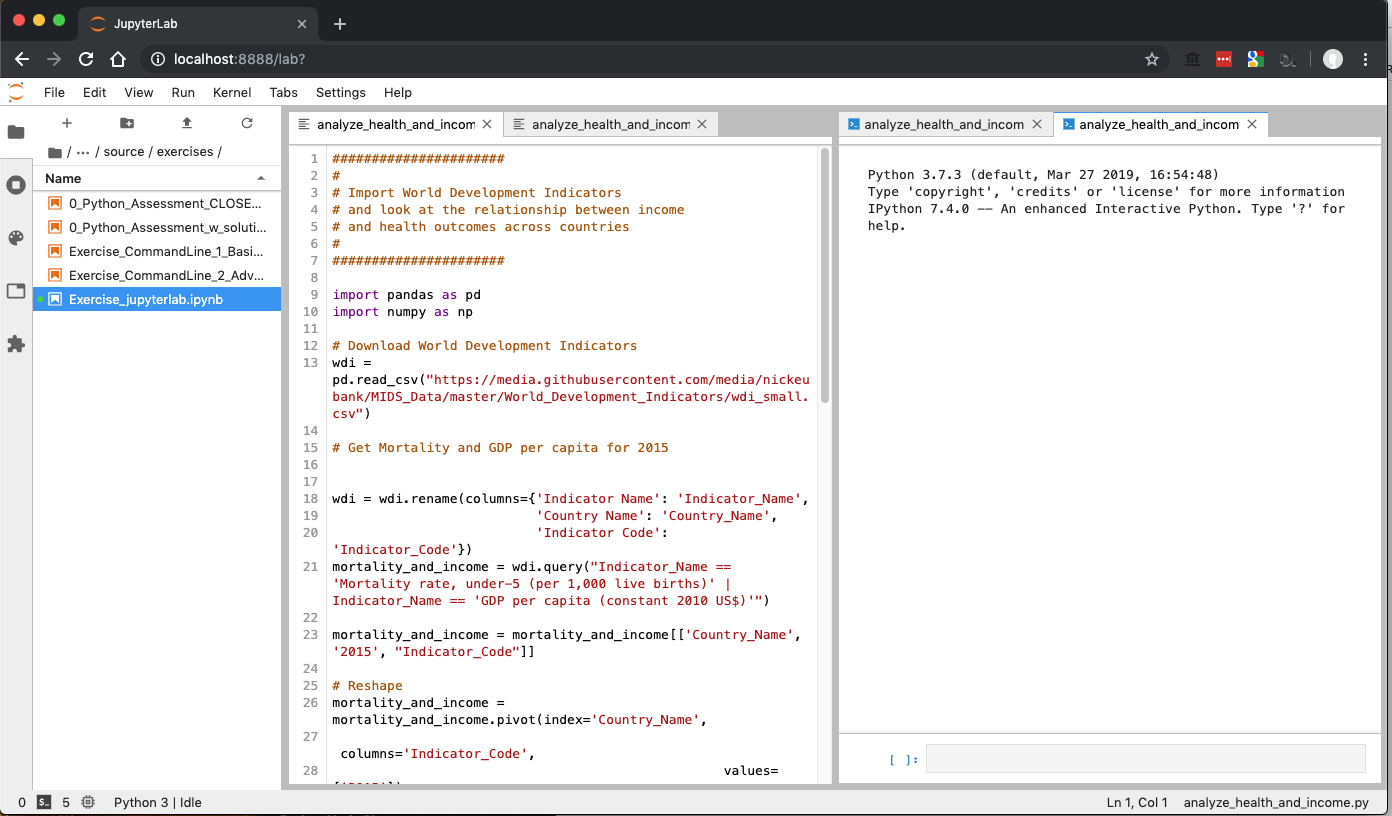 JupyterLab
localhost:8888/lab?
File Edit View Run Kernel Tabs Settings Help
analyze_health_and_incom
analyze_health_and_incom
analyze_health_and_incom
analyze_health_and_incom
/ ··· / source / exercises /
Name
0_Python_Assessment_CLOSE...
0_Python_Assessment_w_soluti...
Exercise_CommandLine_1_Basi...
Exercise_CommandLine_2_Adv...
Exercise_jupyterlab.ipynb
1 ######################
2 #
3 # Import World Development Indicators
4 # and look at the relationship between income
5 # and health outcomes across countries
6 #
7 ######################
8
9 import pandas as pd
10 import numpy as np
11
12 # Download World Development Indicators
13 wdi =
pd.read_csv("https://media.githubusercontent.com/media/nickeu
bank/MIDS_Data/master/World_Development_Indicators/wdi_small.
csv")
14
15 # Get Mortality and GDP per capita for 2015
16
17
18 wdi = wdi.rename(columns={'Indicator Name': 'Indicator_Name',
19 'Country Name': 'Country_Name',
20 'Indicator Code':
'Indicator_Code'})
21 mortality_and_income = wdi.query("Indicator_Name ==
'Mortality rate, under-5 (per 1,000 live births)' |
Indicator_Name == 'GDP per capita (constant 2010 US$)'")
22
23 mortality_and_income = mortality_and_income[['Country_Name',
'2015', "Indicator_Code"]]
24
25 # Reshape
26 mortality_and_income =
mortality_and_income.pivot(index='Country_Name',
27
columns='Indicator_Code',
28 values=
Python 3.7.3 (default, Mar 27 2019, 16:54:48)
Type 'copyright', 'credits' or 'license' for more information
IPython 7.4.0 -- An enhanced Interactive Python. Type '?' for
help.
[ ]:
0 $_ 5 Python 3 | Idle
Ln 1, Col 1 analyze_health_and_income.py